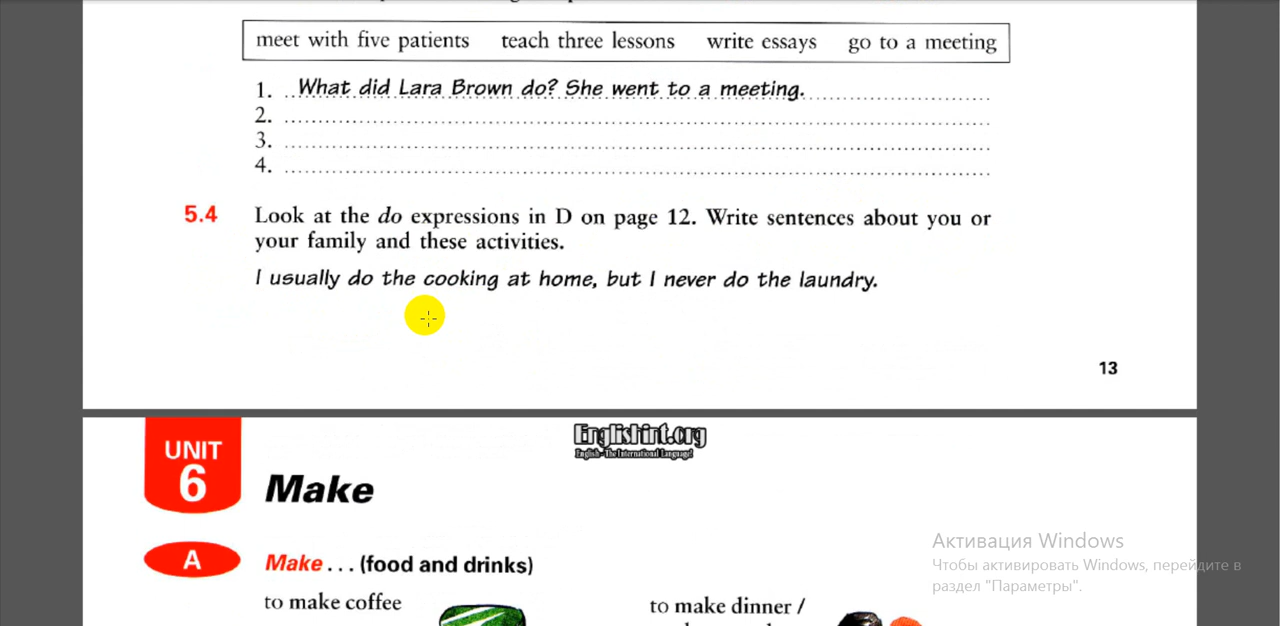 meet with five patients teach three lessons write essays go to a meeting
1. What did Lara Brown do? She went to a meeting.
2.
3.
4.
5.4 Look at the do expressions in D on page 12. Write sentences about you or
your family and these activities.
I usually do the cooking at home, but I never do the laundry.
13
UNIT
6
Make
Englishint.org
English - The International Language!
A Make... (food and drinks)
to make coffee
to make dinner /
Активация Windows
Чтобы активировать Windows, перейдите в
раздел "Параметры".